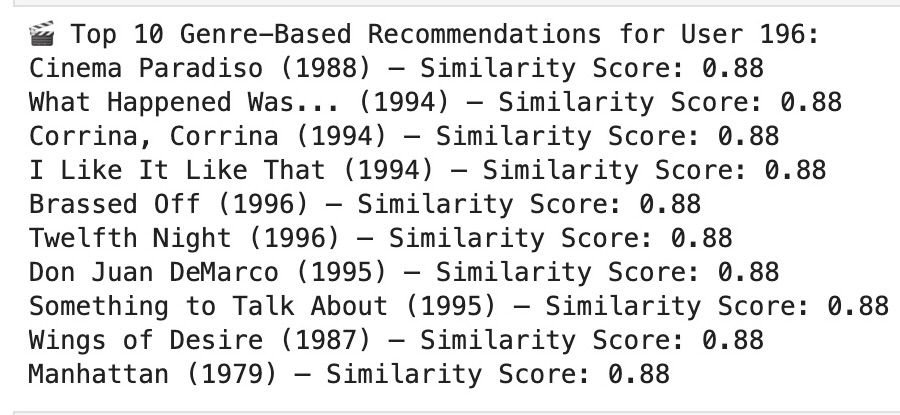 🎬 Top 10 Genre-Based Recommendations for User 196:
Cinema Paradiso (1988) — Similarity Score: 0.88
What Happened Was... (1994) — Similarity Score: 0.88
Corrina, Corrina (1994) — Similarity Score: 0.88
I Like It Like That (1994) — Similarity Score: 0.88
Brassed Off (1996) — Similarity Score: 0.88
Twelfth Night (1996) — Similarity Score: 0.88
Don Juan DeMarco (1995) — Similarity Score: 0.88
Something to Talk About (1995) — Similarity Score: 0.88
Wings of Desire (1987) — Similarity Score: 0.88
Manhattan (1979) — Similarity Score: 0.88